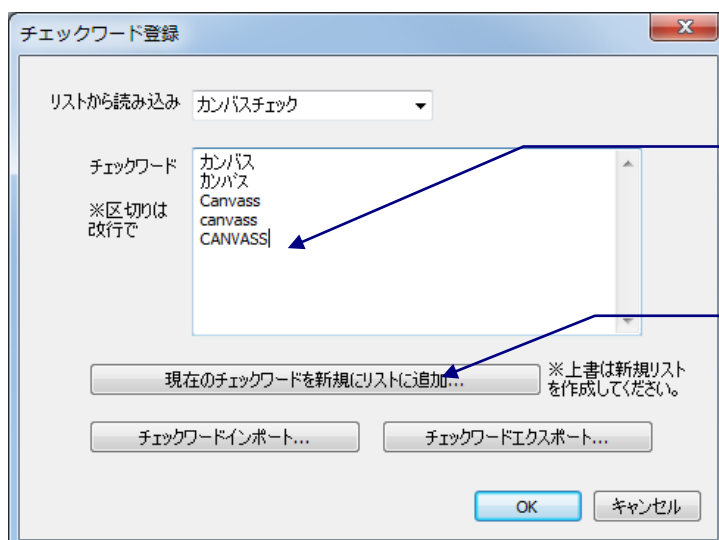 チェックワード登録
リストから読み込み カンバスチェック
チェックワード
※区切りは
改行で
カンバス
ｶﾝﾊﾞｽ
Canvass
canvass
CANVASS
現在のチェックワードを新規にリストに追加...
※上書は新規リスト
を作成してください。
チェックワードインポート... チェックワードエクスポート...
OK キャンセル